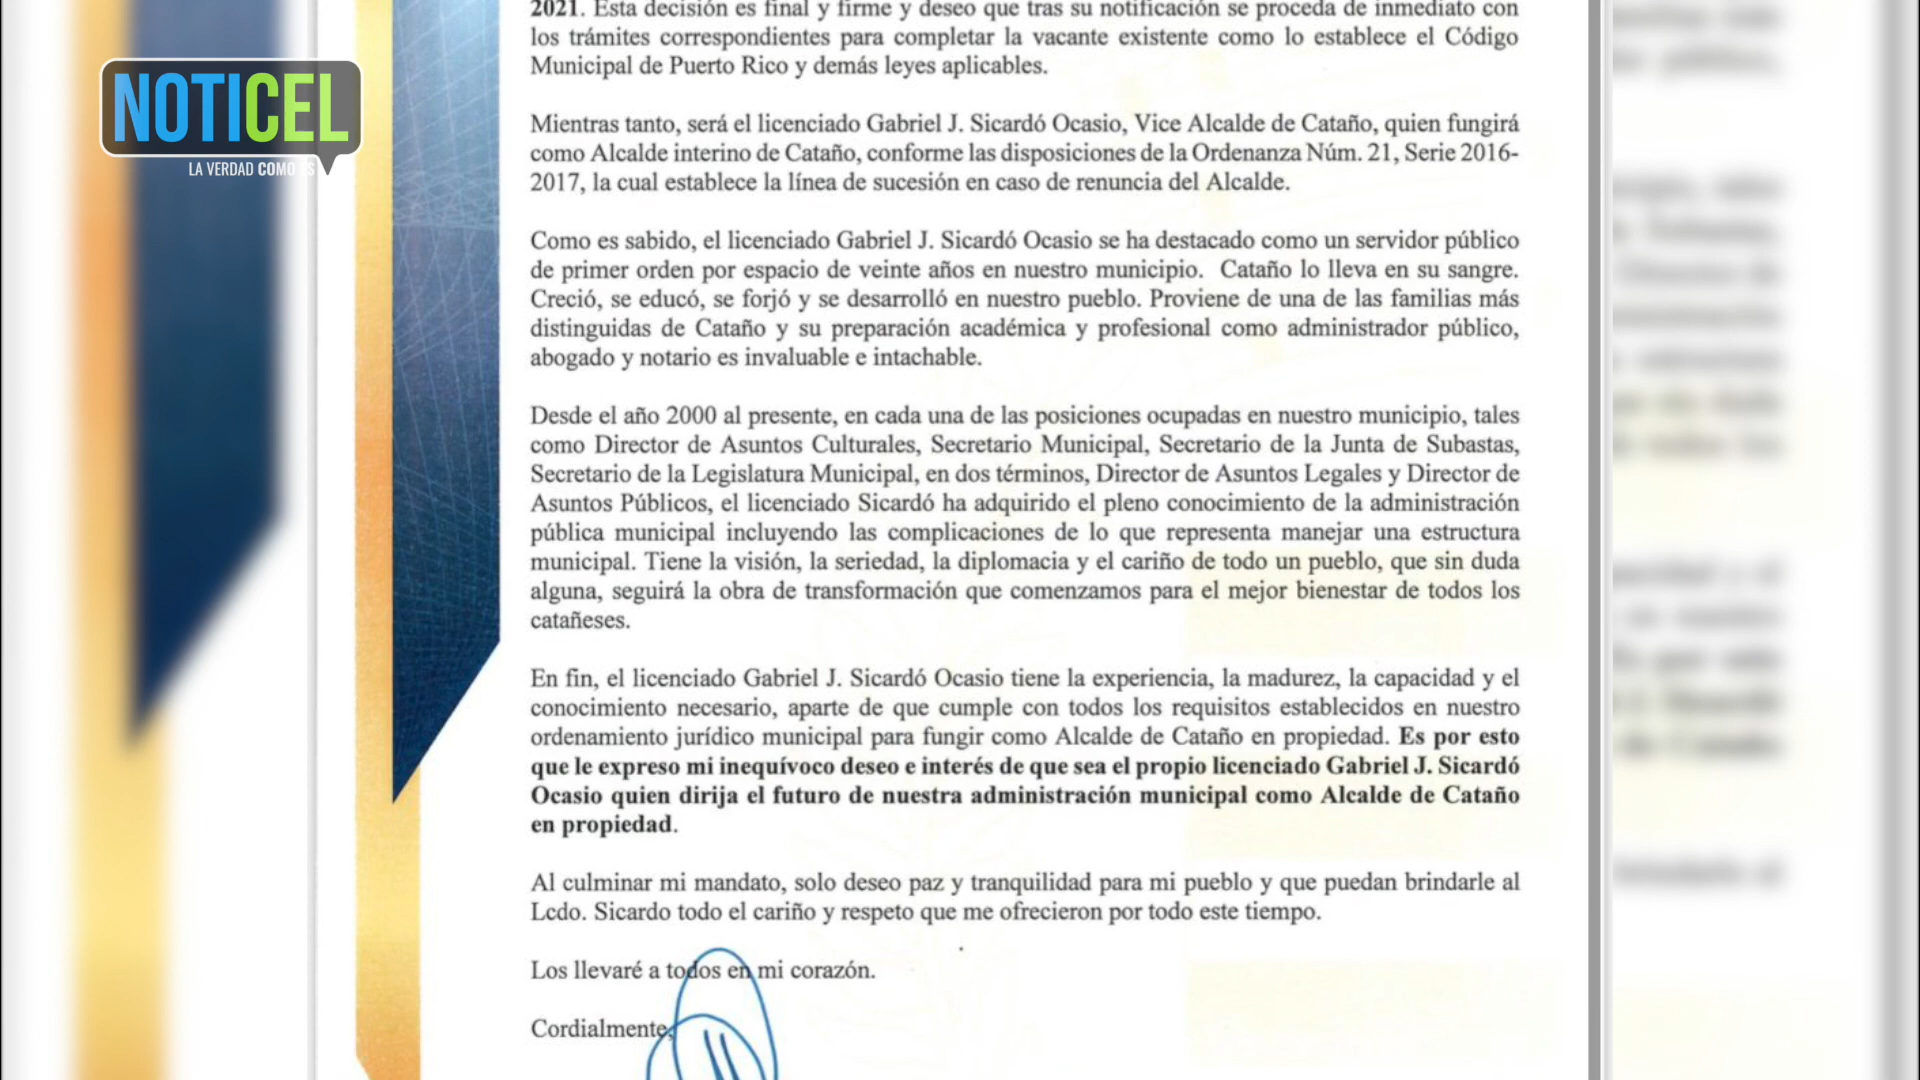 NOTICEL
LA VERDAD COMO ES
2021. Esta decisión es final y firme y deseo que tras su notificación se proceda de inmediato con
los trámites correspondientes para completar la vacante existente como lo establece el Código
Municipal de Puerto Rico y demás leyes aplicables.
Mientras tanto, será el licenciado Gabriel J. Sicardó Ocasio, Vice Alcalde de Cataño, quien fungirá
como Alcalde interino de Cataño, conforme las disposiciones de la Ordenanza Núm. 21, Serie 2016-
2017, la cual establece la línea de sucesión en caso de renuncia del Alcalde.
Como es sabido, el licenciado Gabriel J. Sicardó Ocasio se ha destacado como un servidor público
de primer orden por espacio de veinte años en nuestro municipio. Cataño lo lleva en su sangre.
Creció, se educó, se forjó y se desarrolló en nuestro pueblo. Proviene de una de las familias más
distinguidas de Cataño y su preparación académica y profesional como administrador público,
abogado y notario es invaluable e intachable.
Desde el año 2000 al presente, en cada una de las posiciones ocupadas en nuestro municipio, tales
como Director de Asuntos Culturales, Secretario Municipal, Secretario de la Junta de Subastas,
Secretario de la Legislatura Municipal, en dos términos, Director de Asuntos Legales y Director de
Asuntos Públicos, el licenciado Sicardó ha adquirido el pleno conocimiento de la administración
pública municipal incluyendo las complicaciones de lo que representa manejar una estructura
municipal. Tiene la visión, la seriedad, la diplomacia y el cariño de todo un pueblo, que sin duda
alguna, seguirá la obra de transformación que comenzamos para el mejor bienestar de todos los
catañeses.
En fin, el licenciado Gabriel J. Sicardó Ocasio tiene la experiencia, la madurez, la capacidad y el
conocimiento necesario, aparte de que cumple con todos los requisitos establecidos en nuestro
ordenamiento jurídico municipal para fungir como Alcalde de Cataño en propiedad. Es por esto
que le expreso mi inequívoco deseo e interés de que sea el propio licenciado Gabriel J. Sicardó
Ocasio quien dirija el futuro de nuestra administración municipal como Alcalde de Cataño
en propiedad.
Al culminar mi mandato, solo deseo paz y tranquilidad para mi pueblo y que puedan brindarle al
Lcdo. Sicardo todo el cariño y respeto que me ofrecieron por todo este tiempo.
Los llevaré a todos en mi corazón.
Cordialmente,